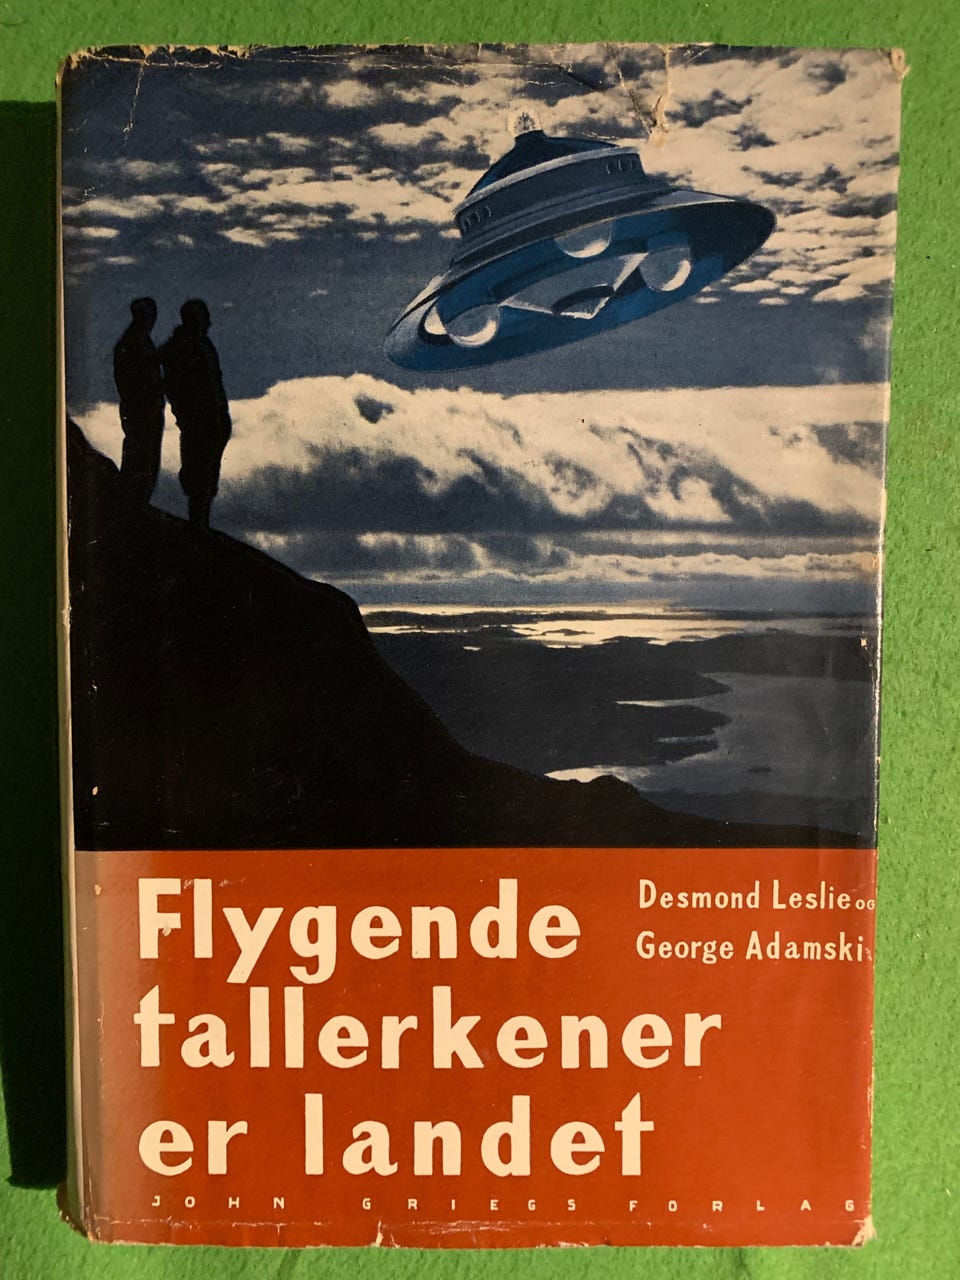 Desmond Leslie OG
George Adamski
Flygende
tallerkener
er landet
JOHN GRIEGS FORLAG